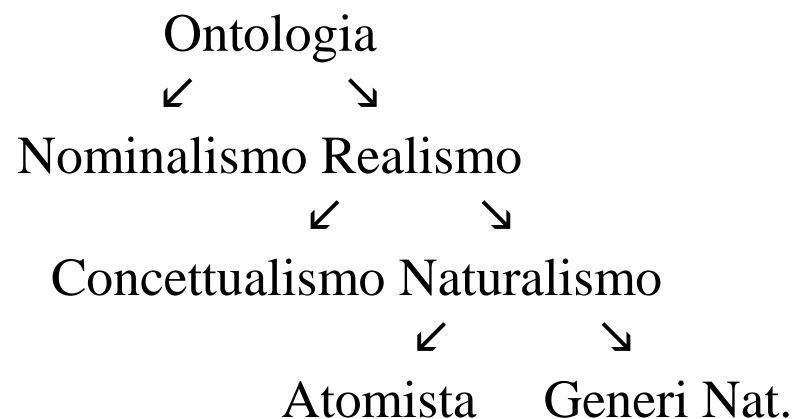 Ontologia
↙ ↘
Nominalismo Realismo
↙ ↘
Concettualismo Naturalismo
↙ ↘
Atomista Generi Nat.